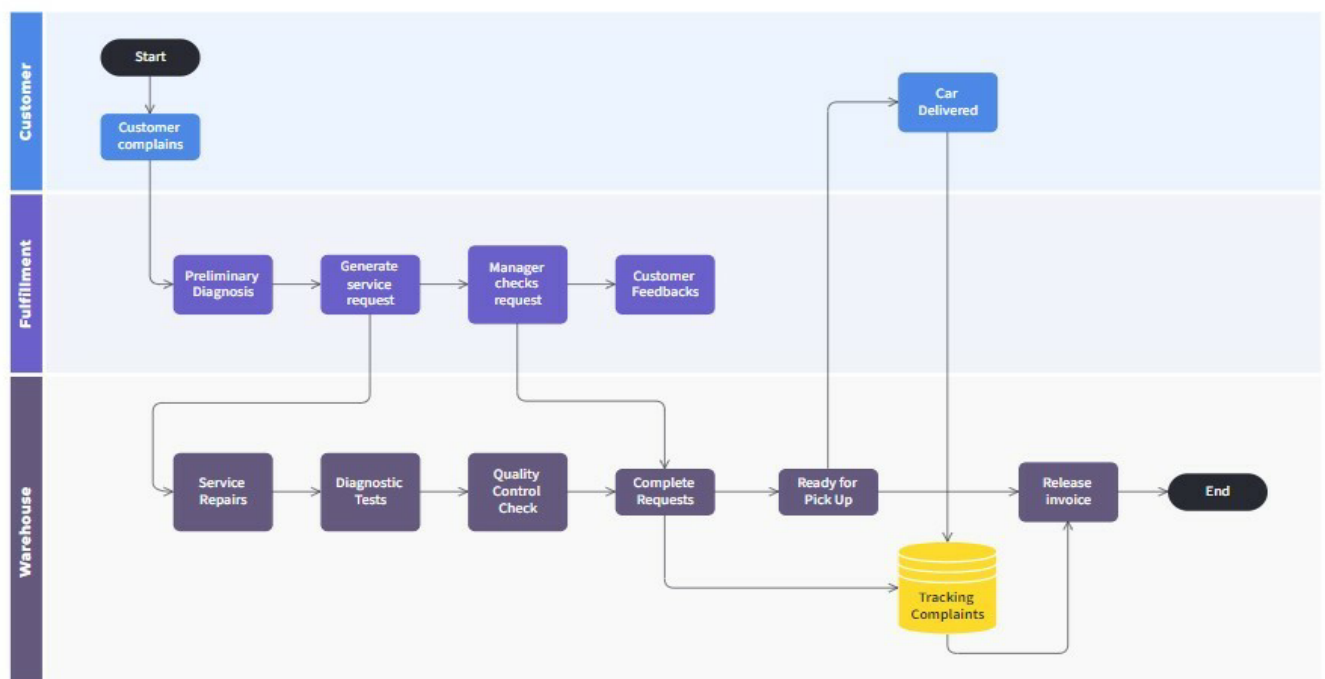 Customer
Start
Customer
complains
Car
Delivered
Fulfillment
Preliminary
Diagnosis
Generate
service
request
Manager
checks
request
Customer
Feedbacks
Warehouse
Service
Repairs
Diagnostic
Tests
Quality
Control
Check
Complete
Requests
Ready for
Pick Up
Release
invoice
End
Tracking
Complaints